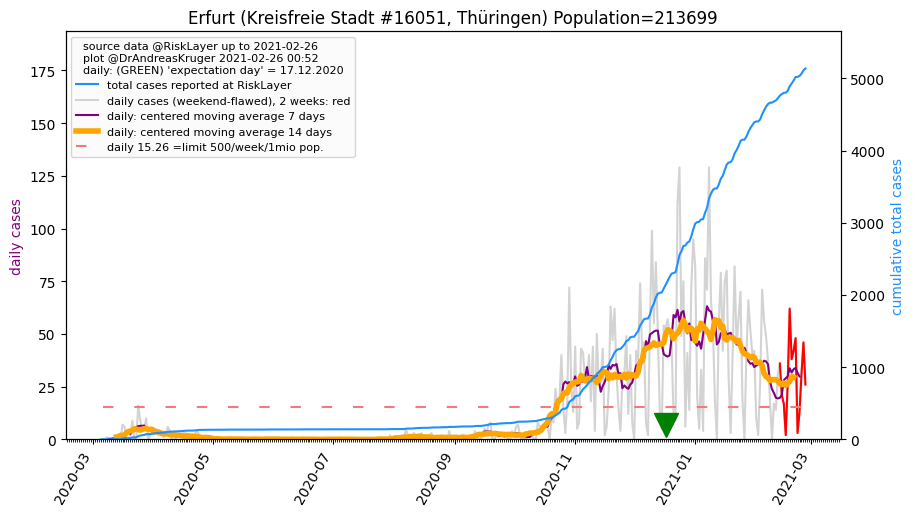 Erfurt (Kreisfreie Stadt #16051, Thüringen) Population=213699
source data @RiskLayer up to 2021-02-26
plot @DrAndreasKruger 2021-02-26 00:52
daily: (GREEN) 'expectation day' = 17.12.2020
total cases reported at RiskLayer
daily cases (weekend-flawed), 2 weeks: red
daily: centered moving average 7 days
daily: centered moving average 14 days
daily 15.26 =limit 500/week/1mio pop.
daily cases
175
150
125
100
75
50
25
0
cumulative total cases
5000
4000
3000
2000
1000
0
2020-03
2020-05
2020-07
2020-09
2020-11
2021-01
2021-03